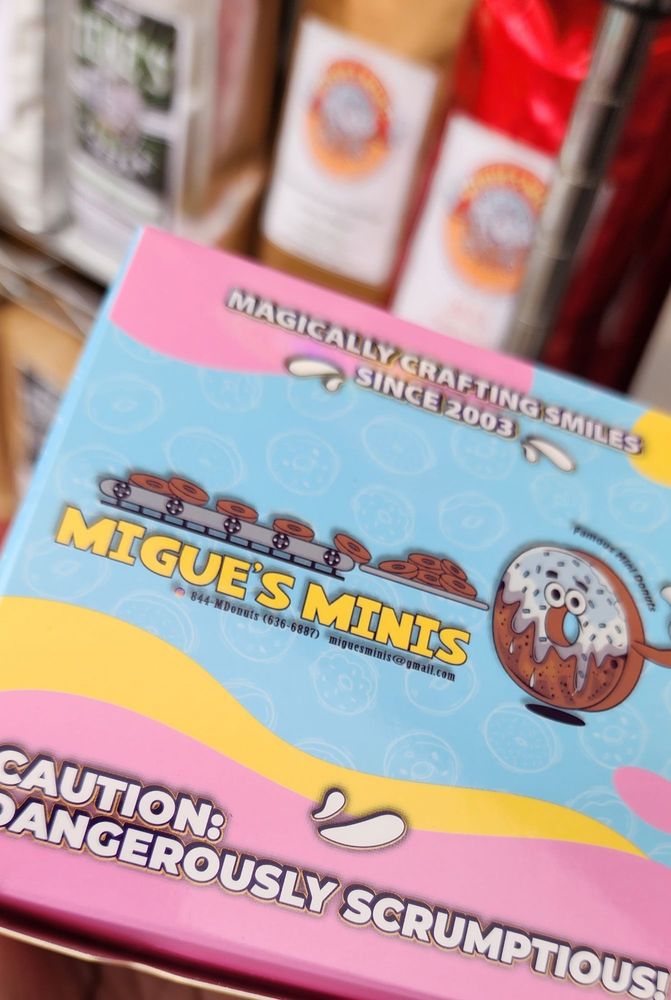 MAGICALLY CRAFTING SMILES
SINCE 2003
MIGUE'S MINIS
844-MDonuts (636-6887) miguesminis@gmail.com
Famous Mini Donuts
CAUTION:
DANGEROUSLY SCRUMPTIOUS!